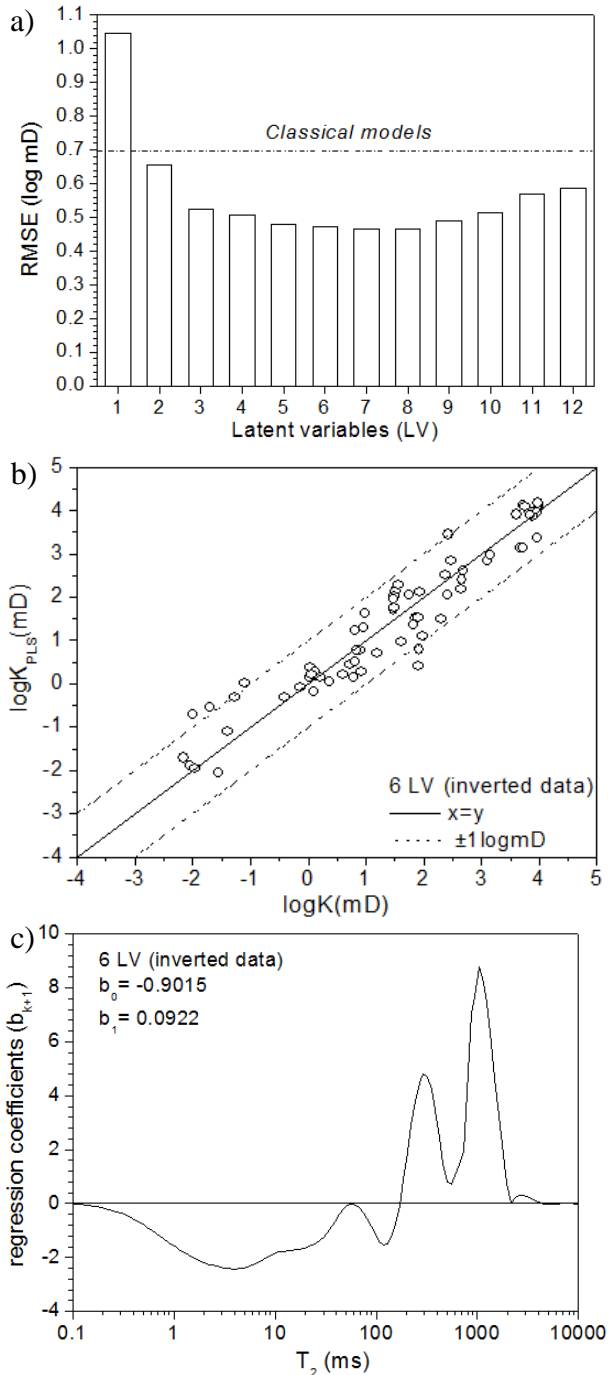 a)
1.1
1.0
0.9
0.8
0.7
0.6
0.5
0.4
0.3
0.2
0.1
0.0
RMSE (log mD)
Classical models
1 2 3 4 5 6 7 8 9 10 11 12
Latent variables (LV)
b)
5
4
3
2
1
0
-1
-2
-3
-4
logK_PLS(mD)
6 LV (inverted data)
x=y
±1logmD
-4 -3 -2 -1 0 1 2 3 4 5
logK(mD)
c)
10
8
6
4
2
0
-2
-4
regression coefficients (b_k+1)
6 LV (inverted data)
b_0= -0.9015
b_1= 0.0922
0.1 1 10 100 1000 10000
T_2 (ms)